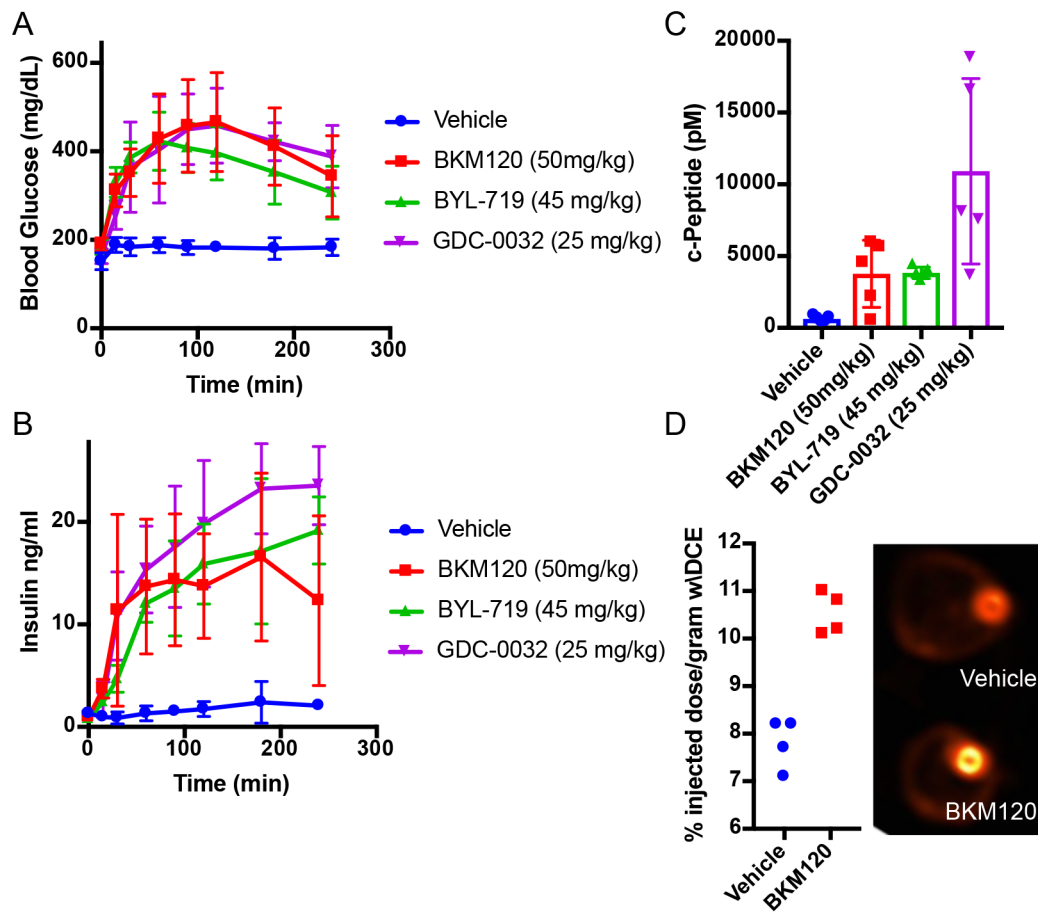 A
Blood Glucose (mg/dL)
600
400
200
0
0 100 200 300
Time (min)
Vehicle
BKM120 (50mg/kg)
BYL-719 (45 mg/kg)
GDC-0032 (25 mg/kg)
B
Insulin ng/ml
20
10
0
0 100 200 300
Time (min)
Vehicle
BKM120 (50mg/kg)
BYL-719 (45 mg/kg)
GDC-0032 (25 mg/kg)
C
c-Peptide (pM)
20000
15000
10000
5000
0
Vehicle
BKM120 (50mg/kg)
BYL-719 (45 mg/kg)
GDC-0032 (25 mg/kg)
D
% injected dose/gram w\DCE
12
11
10
9
8
7
6
Vehicle
BKM120
Vehicle
BKM120